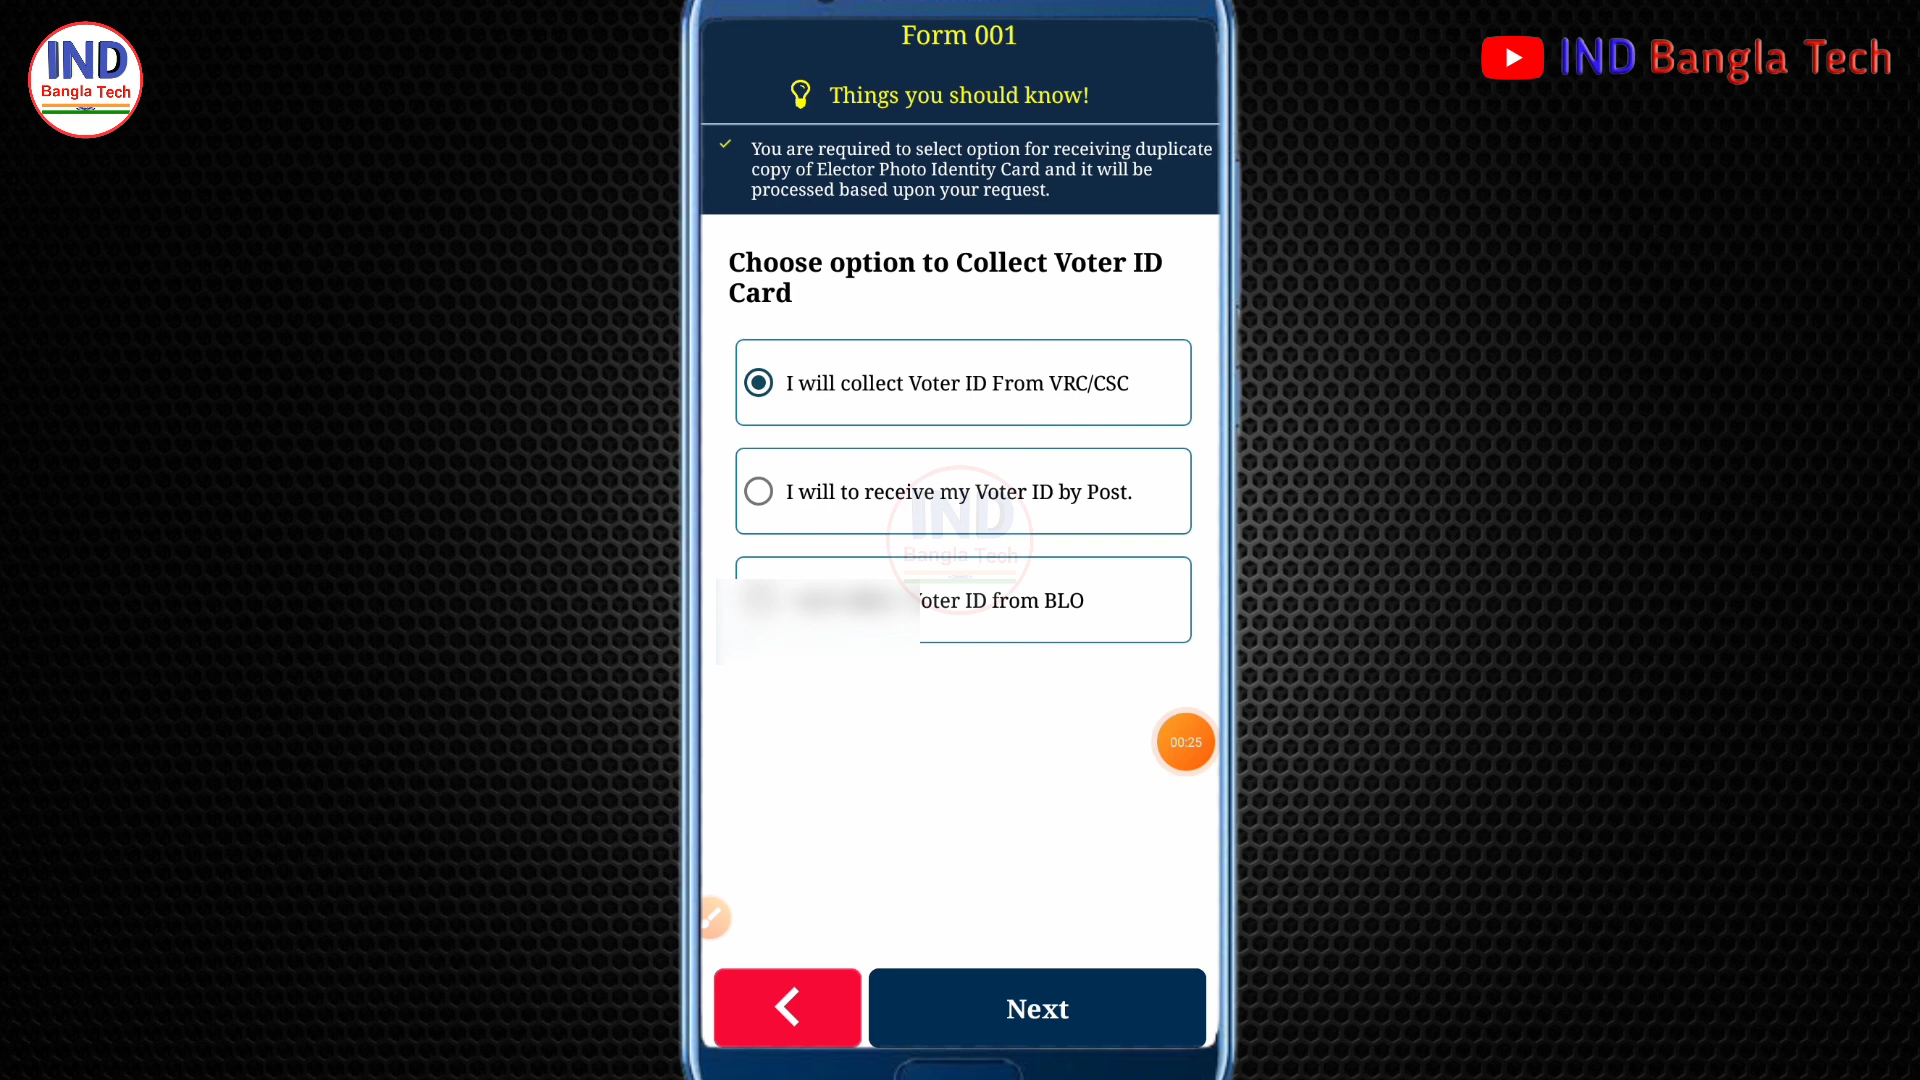 IND
Bangla Tech
IND Bangla Tech
Form 001
Things you should know!
You are required to select option for receiving duplicate
copy of Elector Photo Identity Card and it will be
processed based upon your request.
Choose option to Collect Voter ID
Card
I will collect Voter ID From VRC/CSC
I will to receive my Voter ID by Post.
IND
Bangla Tech
ID from BLO
00:25
Next